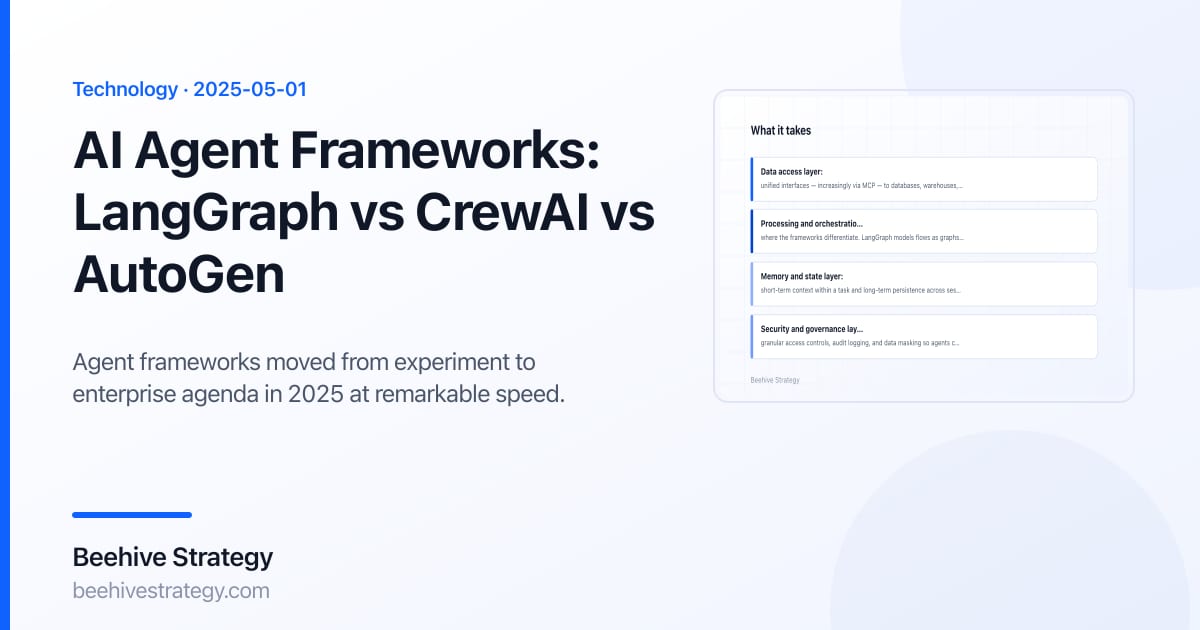 Technology · 2025-05-01
AI Agent Frameworks:
LangGraph vs CrewAI vs
AutoGen
Agent frameworks moved from experiment to
enterprise agenda in 2025 at remarkable speed.
Beehive Strategy
beehivestrategy.com
What it takes
Data access layer:
unified interfaces — increasingly via MCP — to databases, warehouses,...
Processing and orchestratio...
where the frameworks differentiate. LangGraph models flows as graphs...
Memory and state layer:
short-term context within a task and long-term persistence across ses...
Security and governance lay...
granular access controls, audit logging, and data masking so agents c...
Beehive Strategy